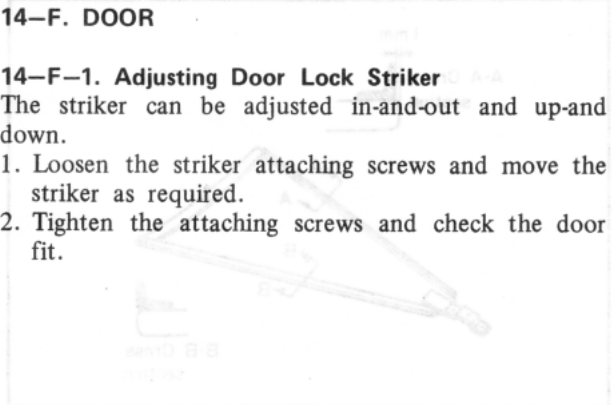 14—F. DOOR
14—F—1. Adjusting Door Lock Striker
The striker can be adjusted in-and-out and up-and
down.
1. Loosen the striker attaching screws and move the
striker as required.
2. Tighten the attaching screws and check the door
fit.